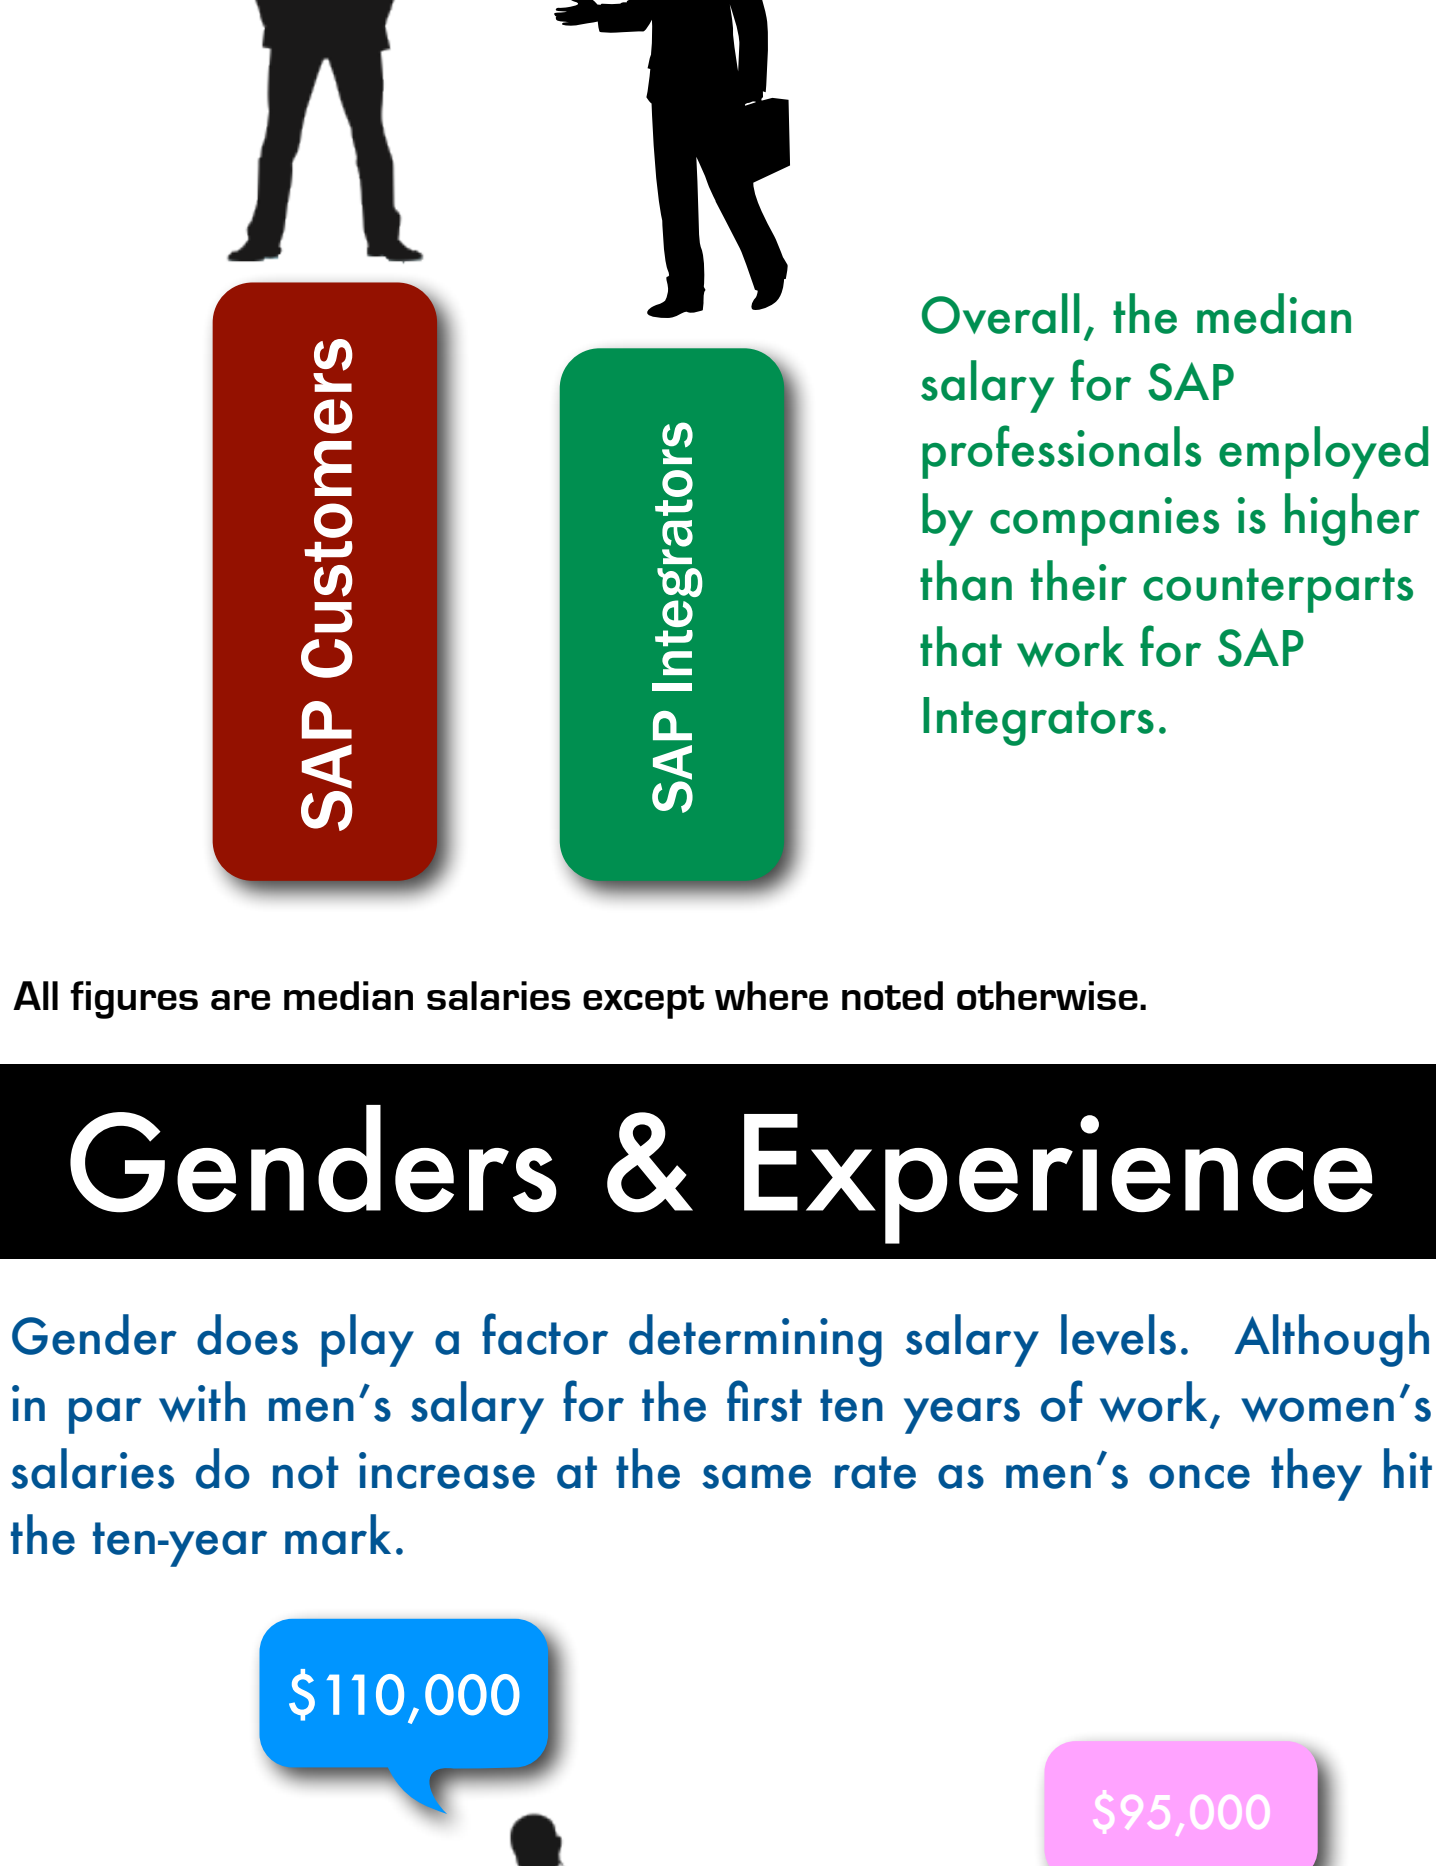 SAP Customers
SAP Integrators
Overall, the median
salary for SAP
professionals employed
by companies is higher
than their counterparts
that work for SAP
Integrators.
All figures are median salaries except where noted otherwise.
Genders & Experience
Gender does play a factor determining salary levels.  Although
in par with men’s salary for the first ten years of work, women’s
salaries do not increase at the same rate as men’s once they hit
the ten-year mark.
$110,000
$95,000